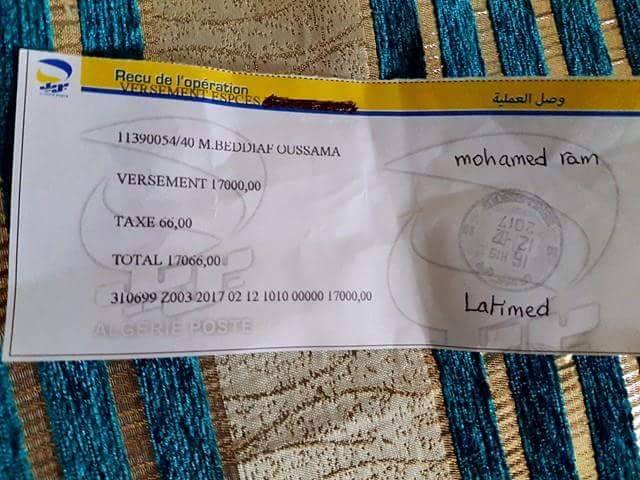 Recu de l'opération
وصل العملية
VERSEMENT ESPCES
11390054/40 M.BEDDIAF OUSSAMA
mohamed ram
VERSEMENT 17000,00
TAXE 66,00
TOTAL 17066,00
310699 Z003 2017 02 12 1010 00000 17000,00
LaHmed
ALGERIE POSTE